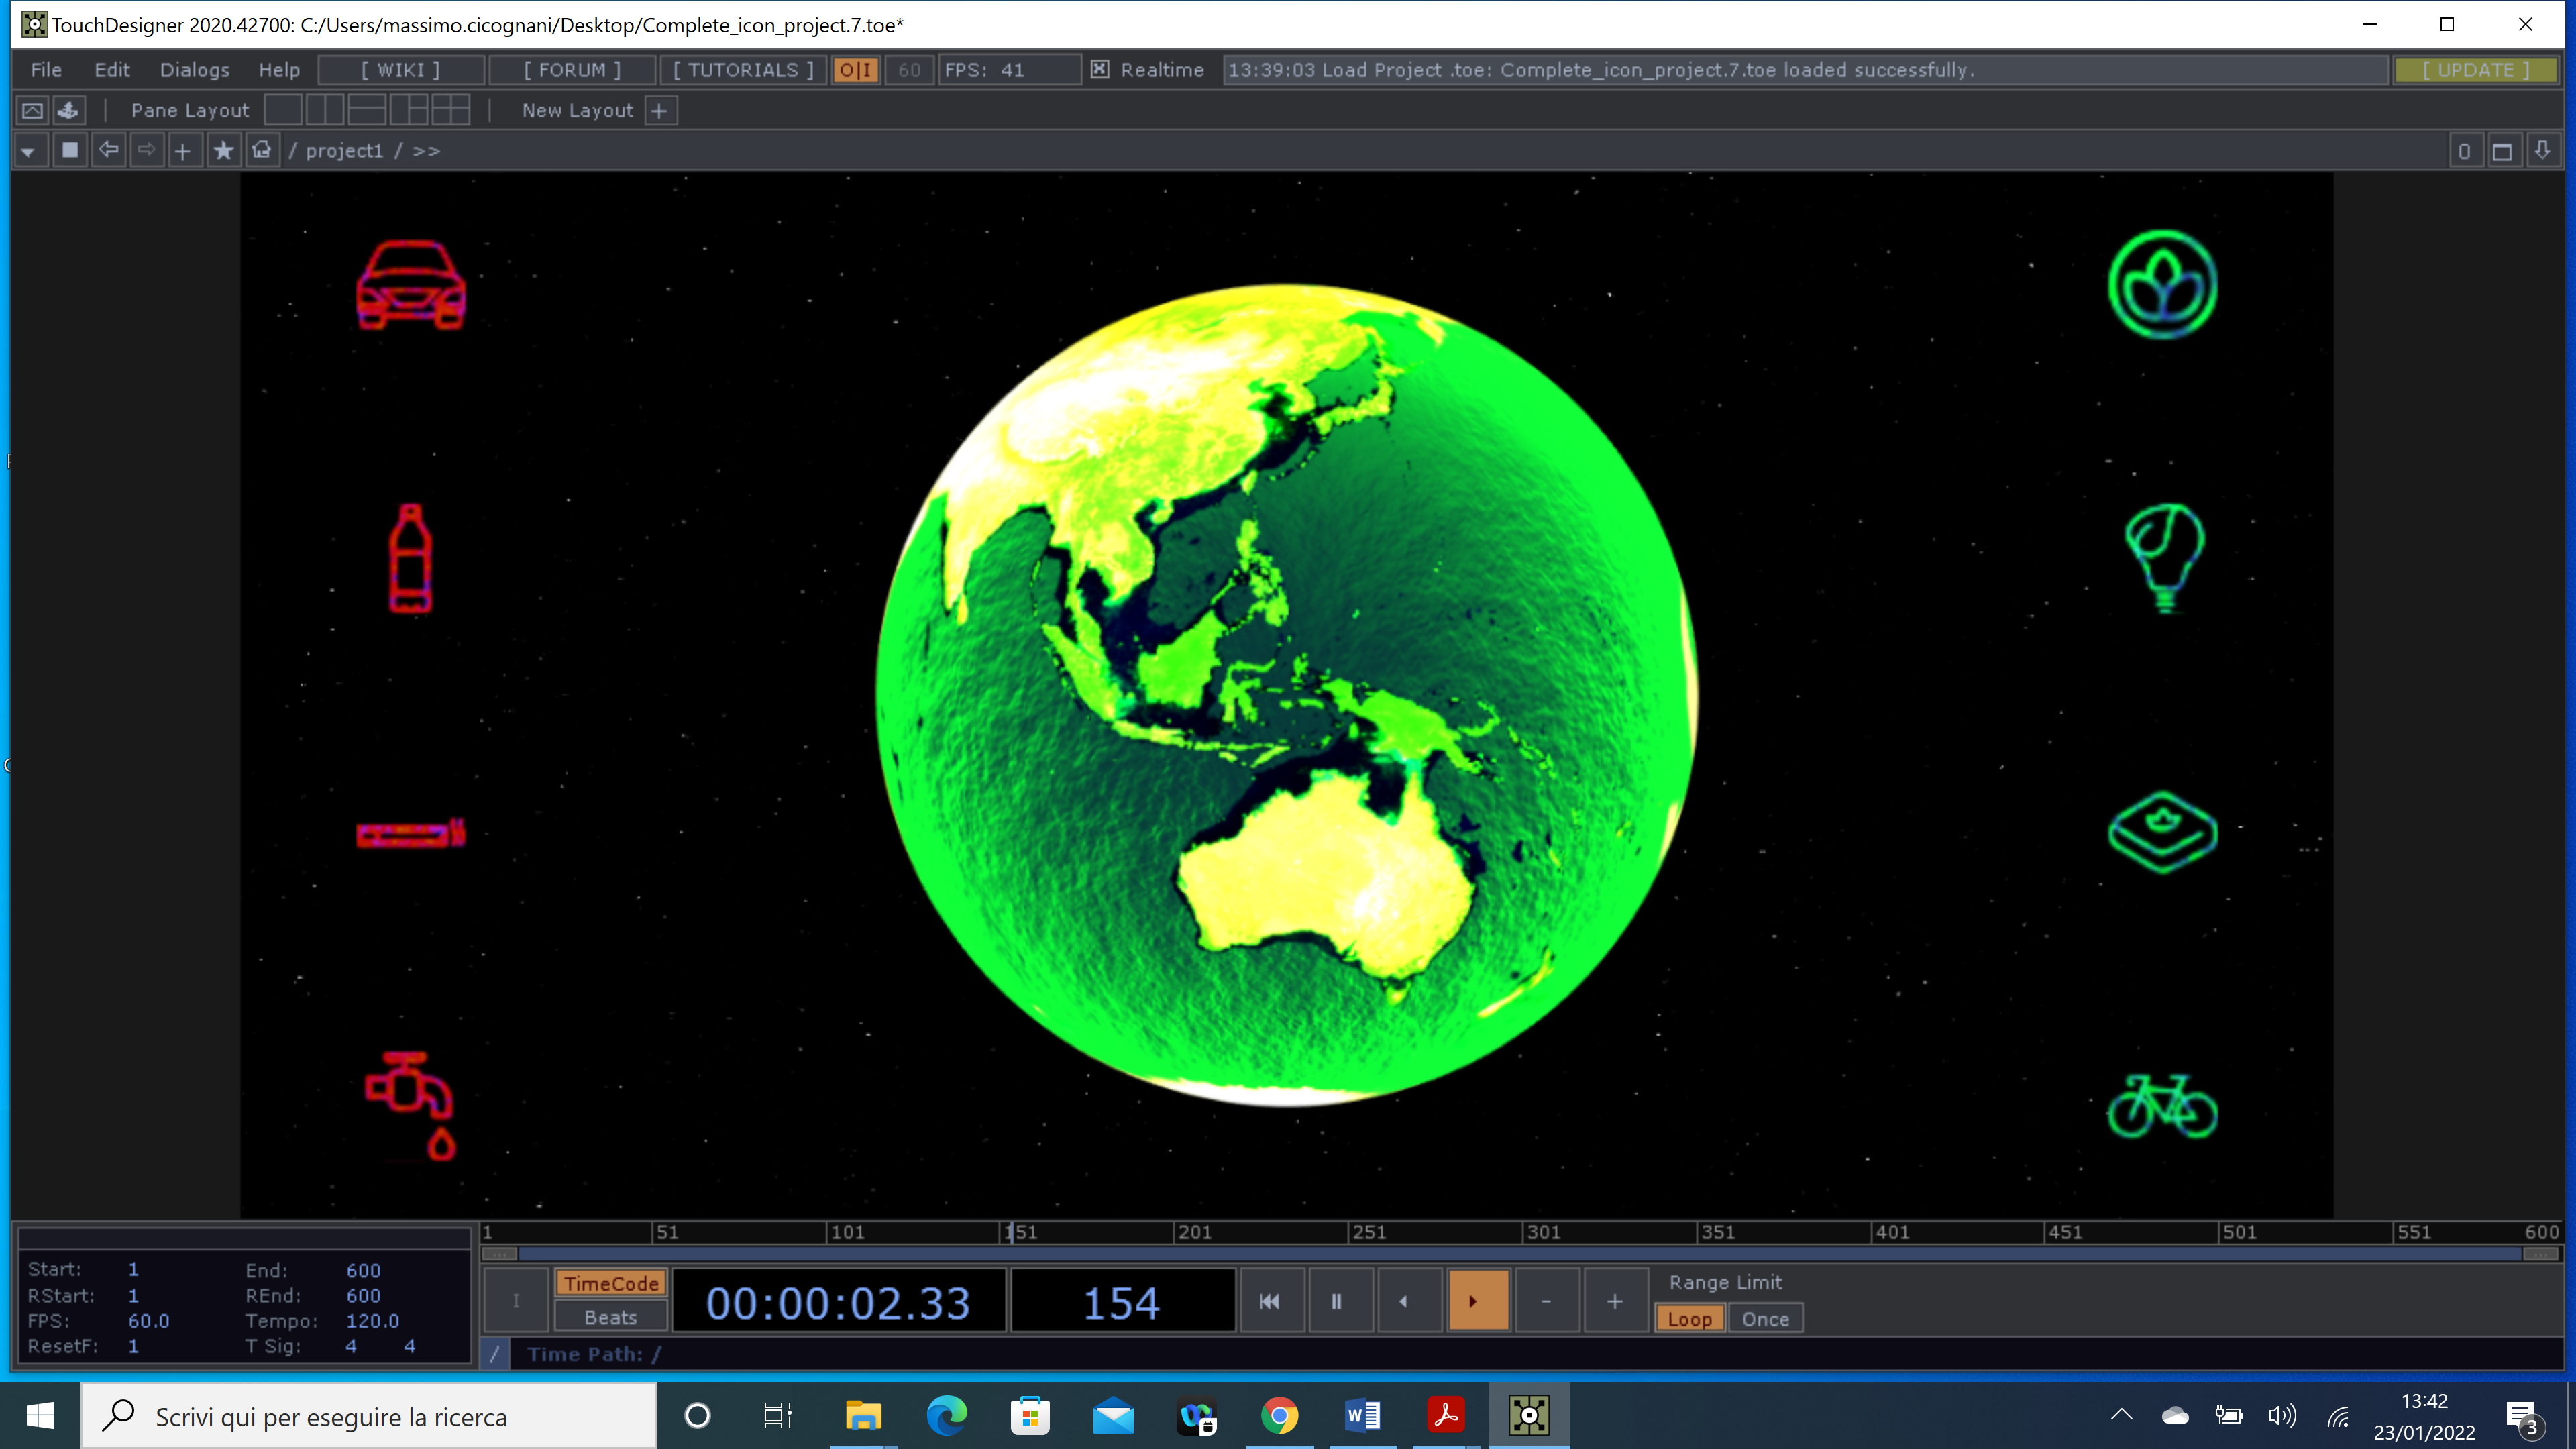 TouchDesigner 2020.42700: C:/Users/massimo.cicognani/Desktop/Complete_icon_project.7.toe*
File Edit Dialogs Help [ WIKI ] [ FORUM ] [ TUTORIALS ] O|I 60 FPS: 41 Realtime 13:39:03 Load Project .toe: Complete_icon_project.7.toe loaded successfully. [ UPDATE ]
Pane Layout New Layout +
/ project1 / >> 0
1 51 101 151 201 251 301 351 401 451 501 551 600
Start: 1 End: 600
RStart: 1 REnd: 600
FPS: 60.0 Tempo: 120.0
ResetF: 1 T Sig: 4 4
I TimeCode Beats 00:00:02.33 154 - + Range Limit
Loop Once
/ Time Path: /
Scrivi qui per eseguire la ricerca
13:42
23/01/2022
3